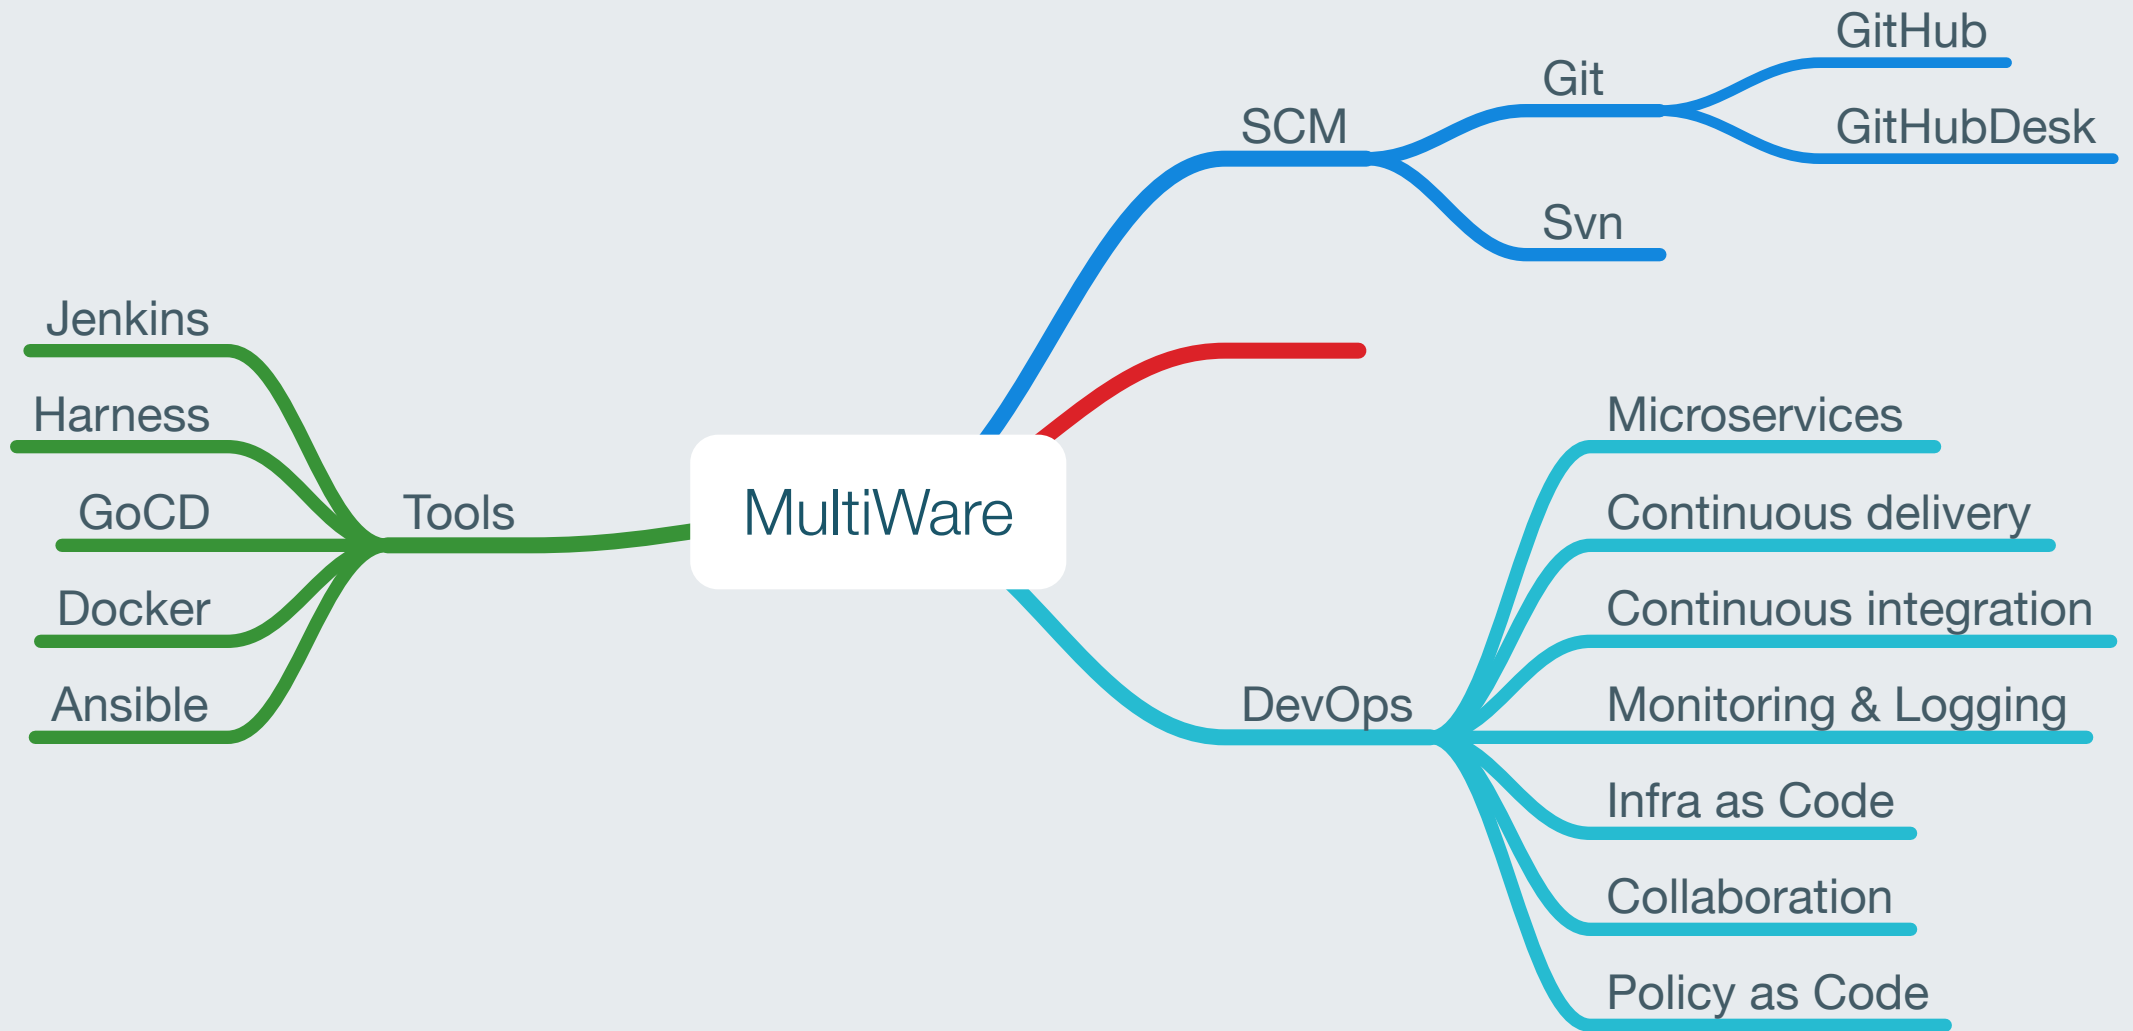 MultiWare
SCM
Git
GitHub
GitHubDesk
Svn
DevOps
Microservices
Continuous delivery
Continuous integration
Monitoring & Logging
Infra as Code
Collaboration
Policy as Code
Tools
Jenkins
Harness
GoCD
Docker
Ansible